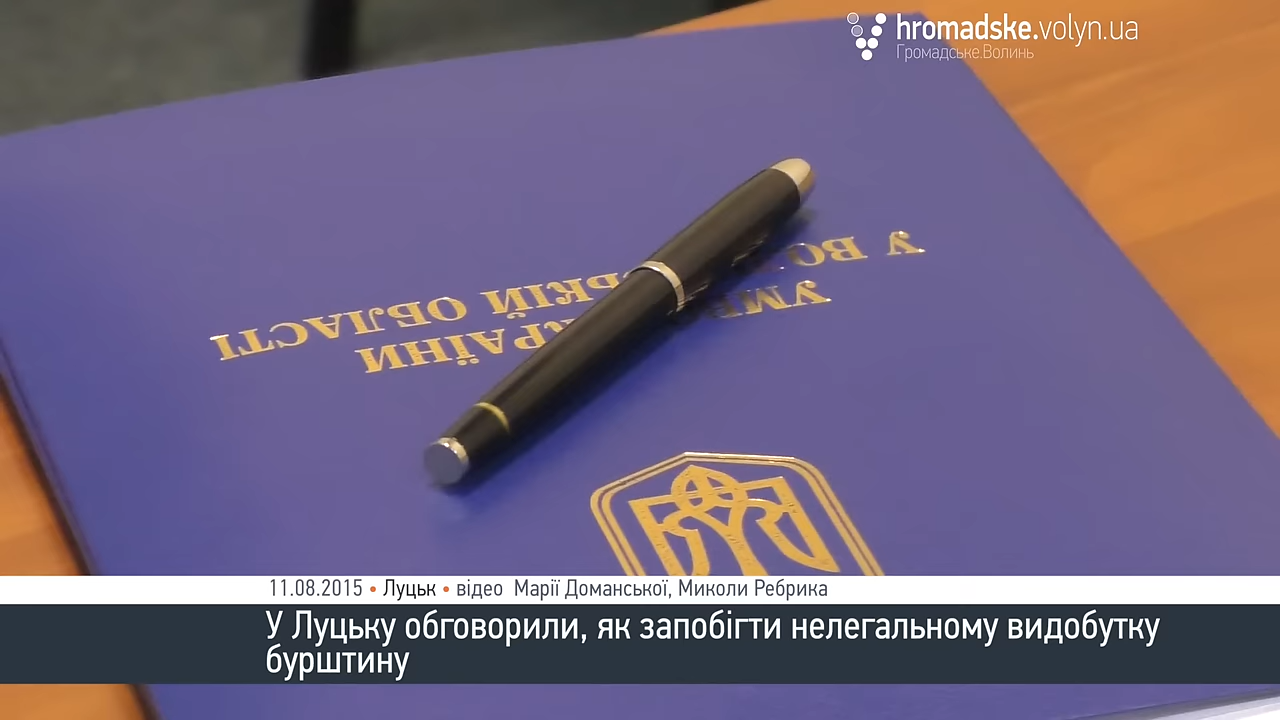 hromadske.volyn.ua
Громадське.Волинь
У
ОБЛАСТІ
11.08.2015 • Луцьк • відео Марії Доманської, Миколи Ребрика
У Луцьку обговорили, як запобігти нелегальному видобутку
бурштину